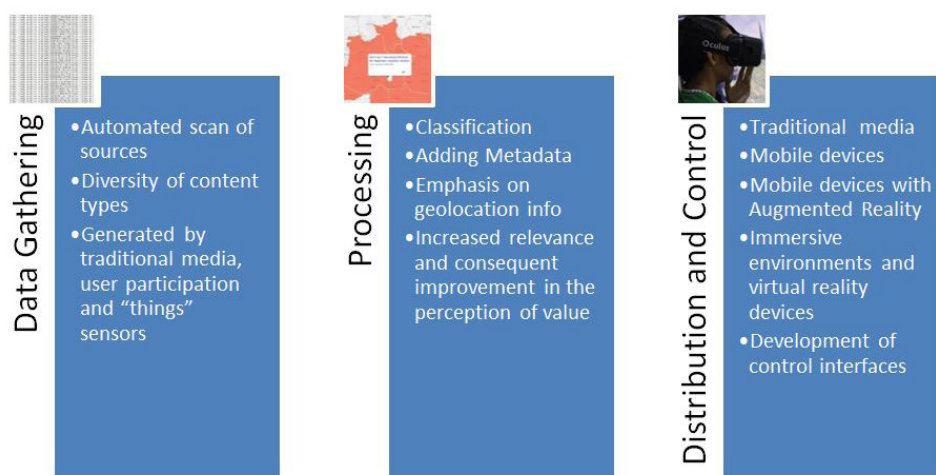 Data Gathering
•Automated scan of
sources
•Diversity of content
types
•Generated by
traditional media,
user participation
and “things”
sensors
Processing
•Classification
•Adding Metadata
•Emphasis on
geolocation info
•Increased relevance
and consequent
improvement in the
perception of value
Oculus
Distribution and Control
•Traditional media
•Mobile devices
•Mobile devices with
Augmented Reality
•Immersive
environments and
virtual reality
devices
•Development of
control interfaces